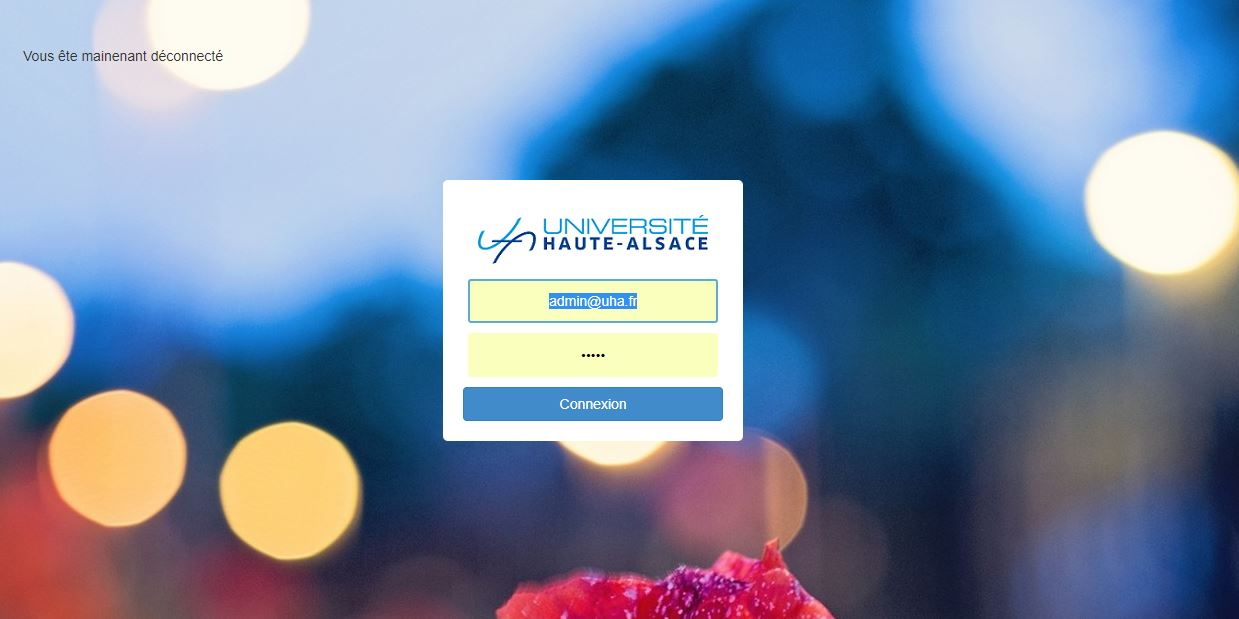 Vous ête mainenant déconnecté
UNIVERSITÉ
HAUTE-ALSACE
admin@uha.fr
•••••
Connexion